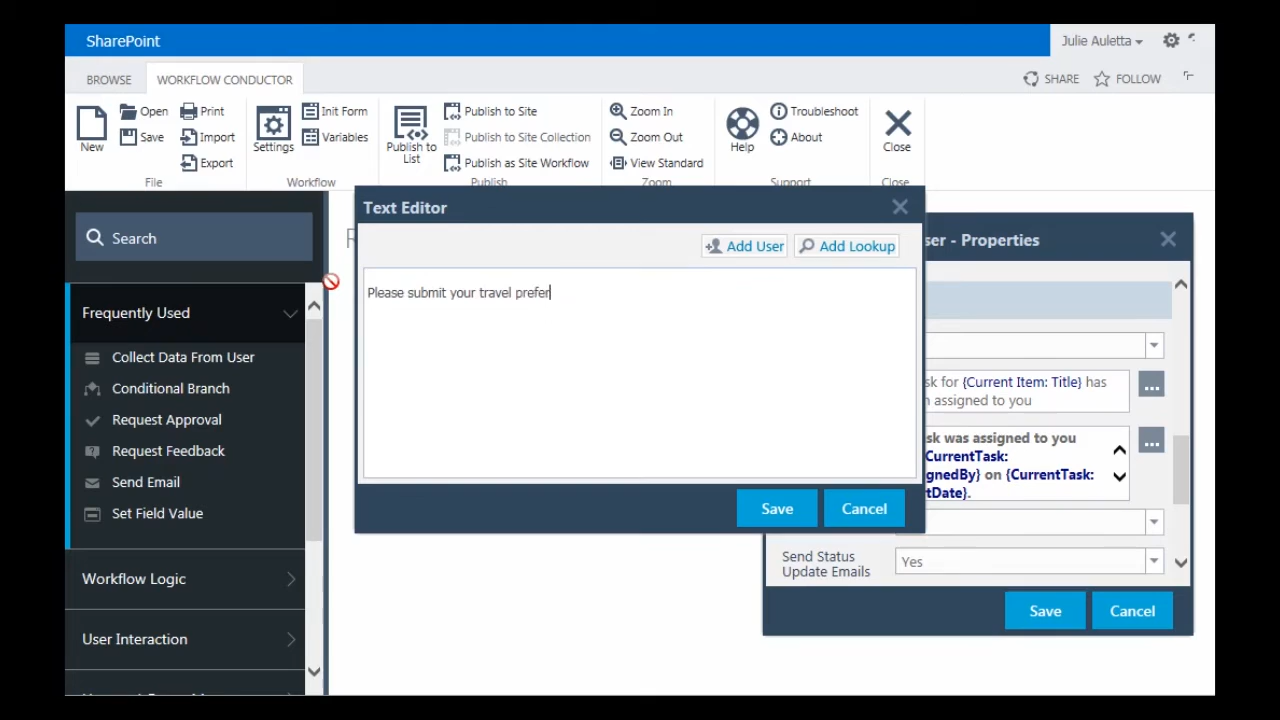 SharePoint
Julie Auletta
BROWSE
WORKFLOW CONDUCTOR
SHARE
FOLLOW
New
Open
Save
Print
Import
Export
File
Settings
Init Form
Variables
Workflow
Publish to
List
Publish to Site
Publish to Site Collection
Publish as Site Workflow
Publish
Zoom In
Zoom Out
View Standard
Zoom
Help
Troubleshoot
About
Support
Close
Close
Search
Frequently Used
Collect Data From User
Conditional Branch
Request Approval
Request Feedback
Send Email
Set Field Value
Workflow Logic
User Interaction
Text Editor
Add User
Add Lookup
Please submit your travel prefer
Save
Cancel
ser - Properties
sk for {Current Item: Title} has
n assigned to you
...
sk was assigned to you
CurrentTask:
gnedBy} on {CurrentTask:
tDate}.
...
Send Status
Update Emails
Yes
Save
Cancel